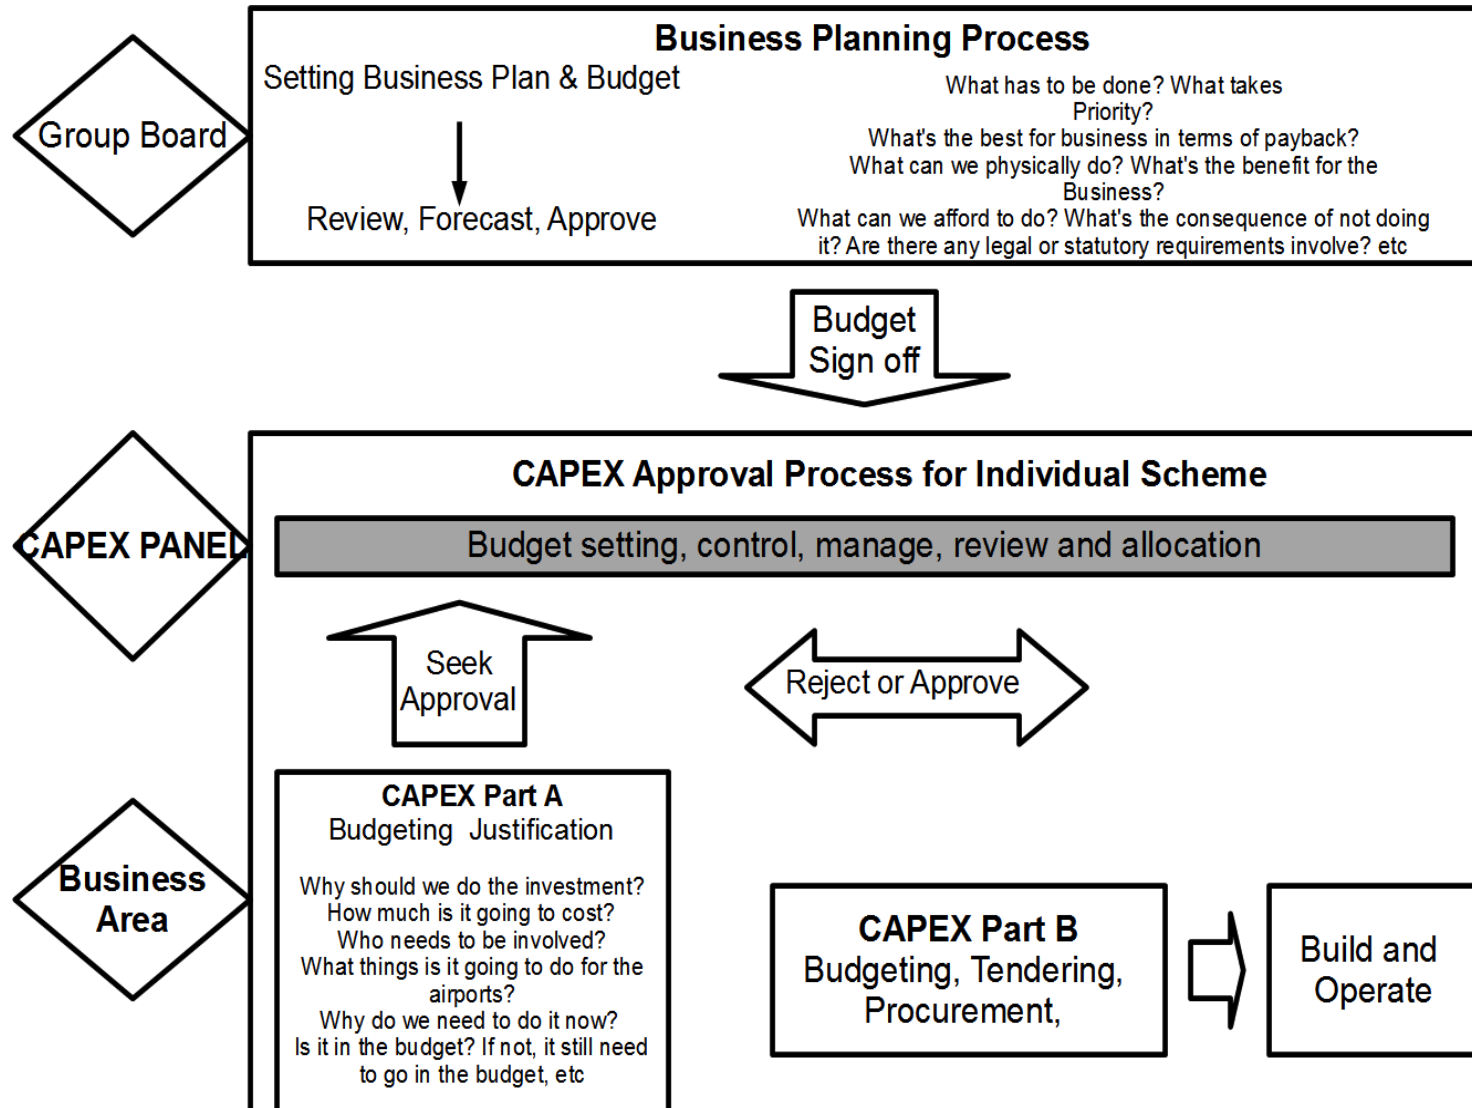 Business Planning Process
Group Board
Setting Business Plan & Budget
Review, Forecast, Approve
What has to be done? What takes
Priority?
What's the best for business in terms of payback?
What can we physically do? What's the benefit for the
Business?
What can we afford to do? What's the consequence of not doing
it? Are there any legal or statutory requirements involve? etc
Budget
Sign off
CAPEX Approval Process for Individual Scheme
CAPEX PANEL
Budget setting, control, manage, review and allocation
Seek
Approval
Reject or Approve
Business
Area
CAPEX Part A
Budgeting Justification
Why should we do the investment?
How much is it going to cost?
Who needs to be involved?
What things is it going to do for the
airports?
Why do we need to do it now?
Is it in the budget? If not, it still need
to go in the budget, etc
CAPEX Part B
Budgeting, Tendering,
Procurement,
Build and
Operate